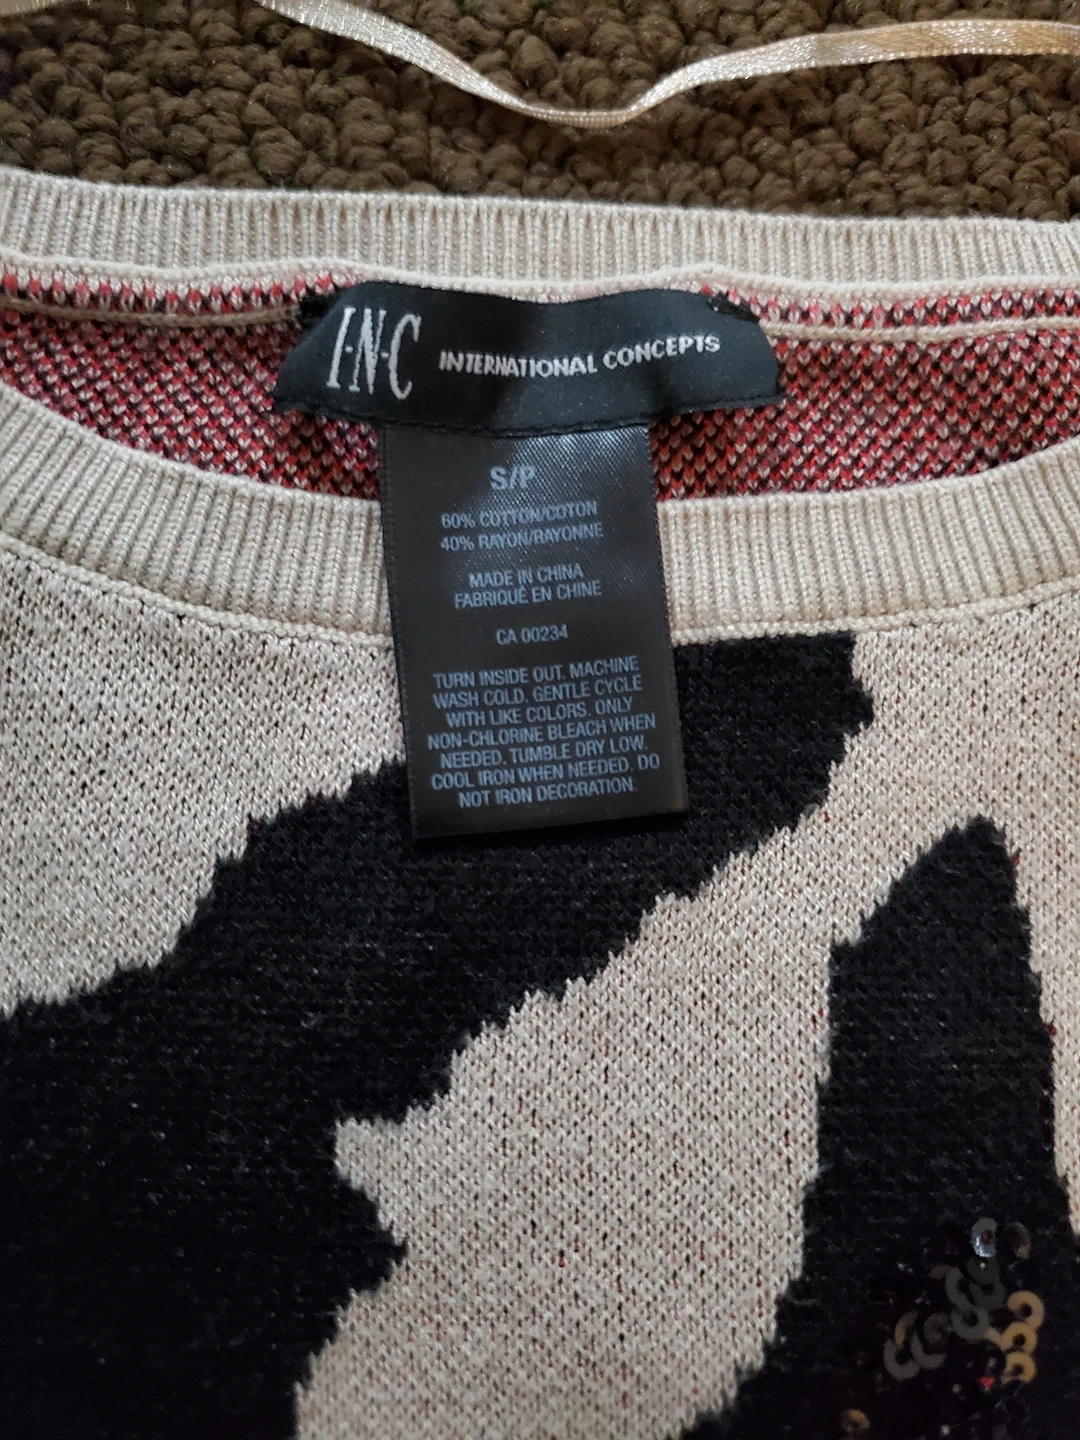 I·N·C INTERNATIONAL CONCEPTS
S/P
60% COTTON/COTON
40% RAYON/RAYONNE
MADE IN CHINA
FABRIQUÉ EN CHINE
CA 00234
TURN INSIDE OUT. MACHINE
WASH COLD. GENTLE CYCLE
WITH LIKE COLORS. ONLY
NON-CHLORINE BLEACH WHEN
NEEDED. TUMBLE DRY LOW.
COOL IRON WHEN NEEDED. DO
NOT IRON DECORATION.